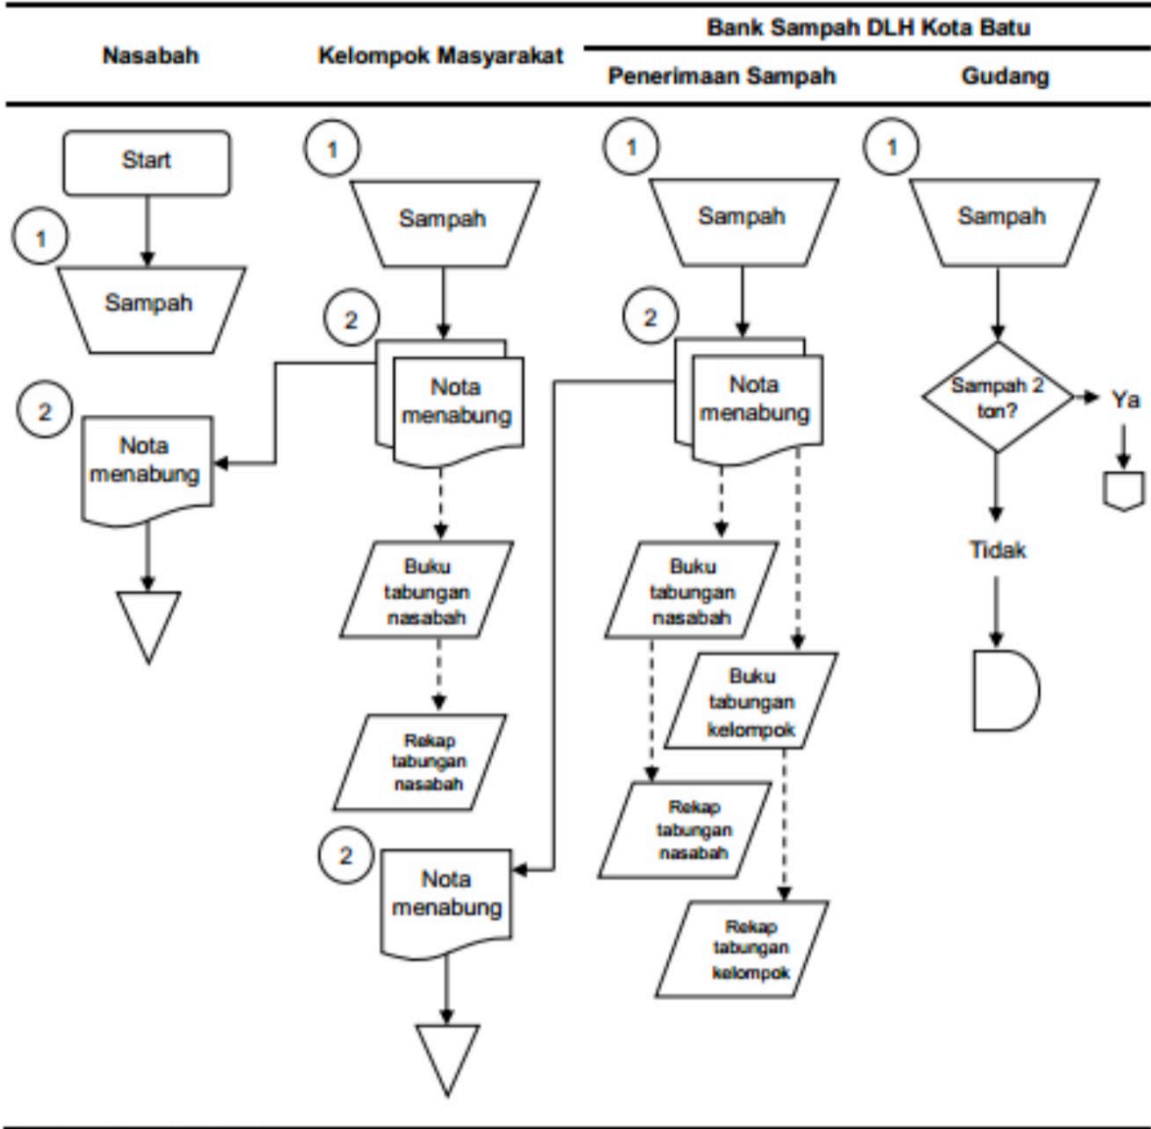 Bank Sampah DLH Kota Batu
Nasabah
Kelompok Masyarakat
Penerimaan Sampah
Gudang
Start
1
Sampah
2
Nota
menabung
1
Sampah
2
Nota
menabung
Buku
tabungan
nasabah
Rekap
tabungan
nasabah
2
Nota
menabung
1
Sampah
2
Nota
menabung
Buku
tabungan
nasabah
Buku
tabungan
kelompok
Rekap
tabungan
nasabah
Rekap
tabungan
kelompok
1
Sampah
Sampah 2
ton?
Ya
Tidak